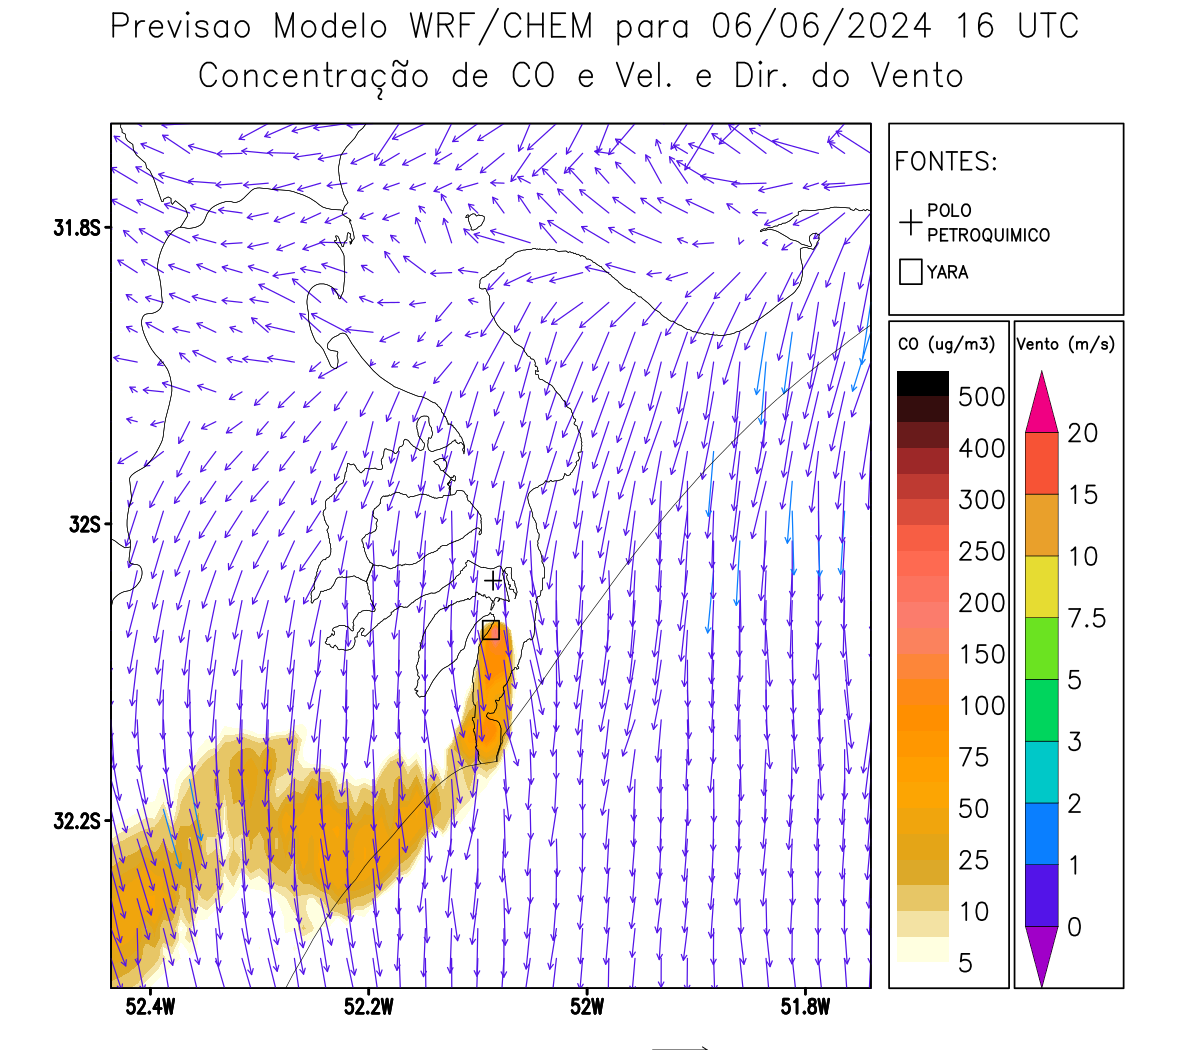 Previsao Modelo WRF/CHEM para 06/06/2024 16 UTC
Concentração de CO e Vel. e Dir. do Vento
FONTES:
POLO
PETROQUIMICO
YARA
31.8S
32S
32.2S
52.4W
52.2W
52W
51.8W
CO (ug/m3)
500
400
300
250
200
150
100
75
50
25
10
5
Vento (m/s)
20
15
10
7.5
5
3
2
1
0